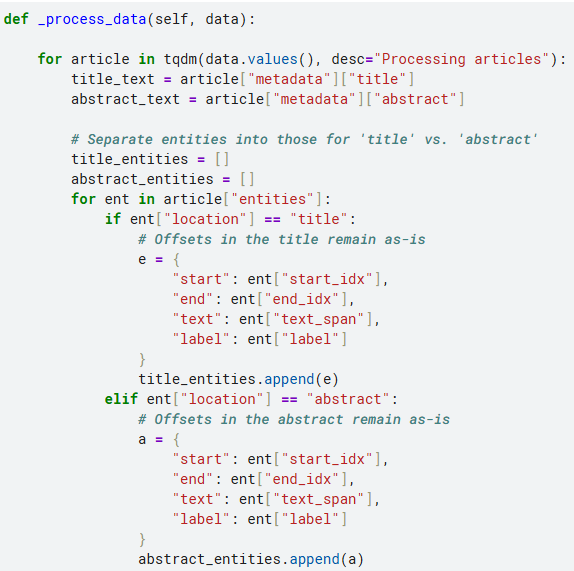 def _process_data(self, data):

    for article in tqdm(data.values(), desc="Processing articles"):
        title_text = article["metadata"]["title"]
        abstract_text = article["metadata"]["abstract"]

        # Separate entities into those for 'title' vs. 'abstract'
        title_entities = []
        abstract_entities = []
        for ent in article["entities"]:
            if ent["location"] == "title":
                # Offsets in the title remain as-is
                e = {
                    "start": ent["start_idx"],
                    "end": ent["end_idx"],
                    "text": ent["text_span"],
                    "label": ent["label"]
                }
                title_entities.append(e)
            elif ent["location"] == "abstract":
                # Offsets in the abstract remain as-is
                a = {
                    "start": ent["start_idx"],
                    "end": ent["end_idx"],
                    "text": ent["text_span"],
                    "label": ent["label"]
                }
                abstract_entities.append(a)